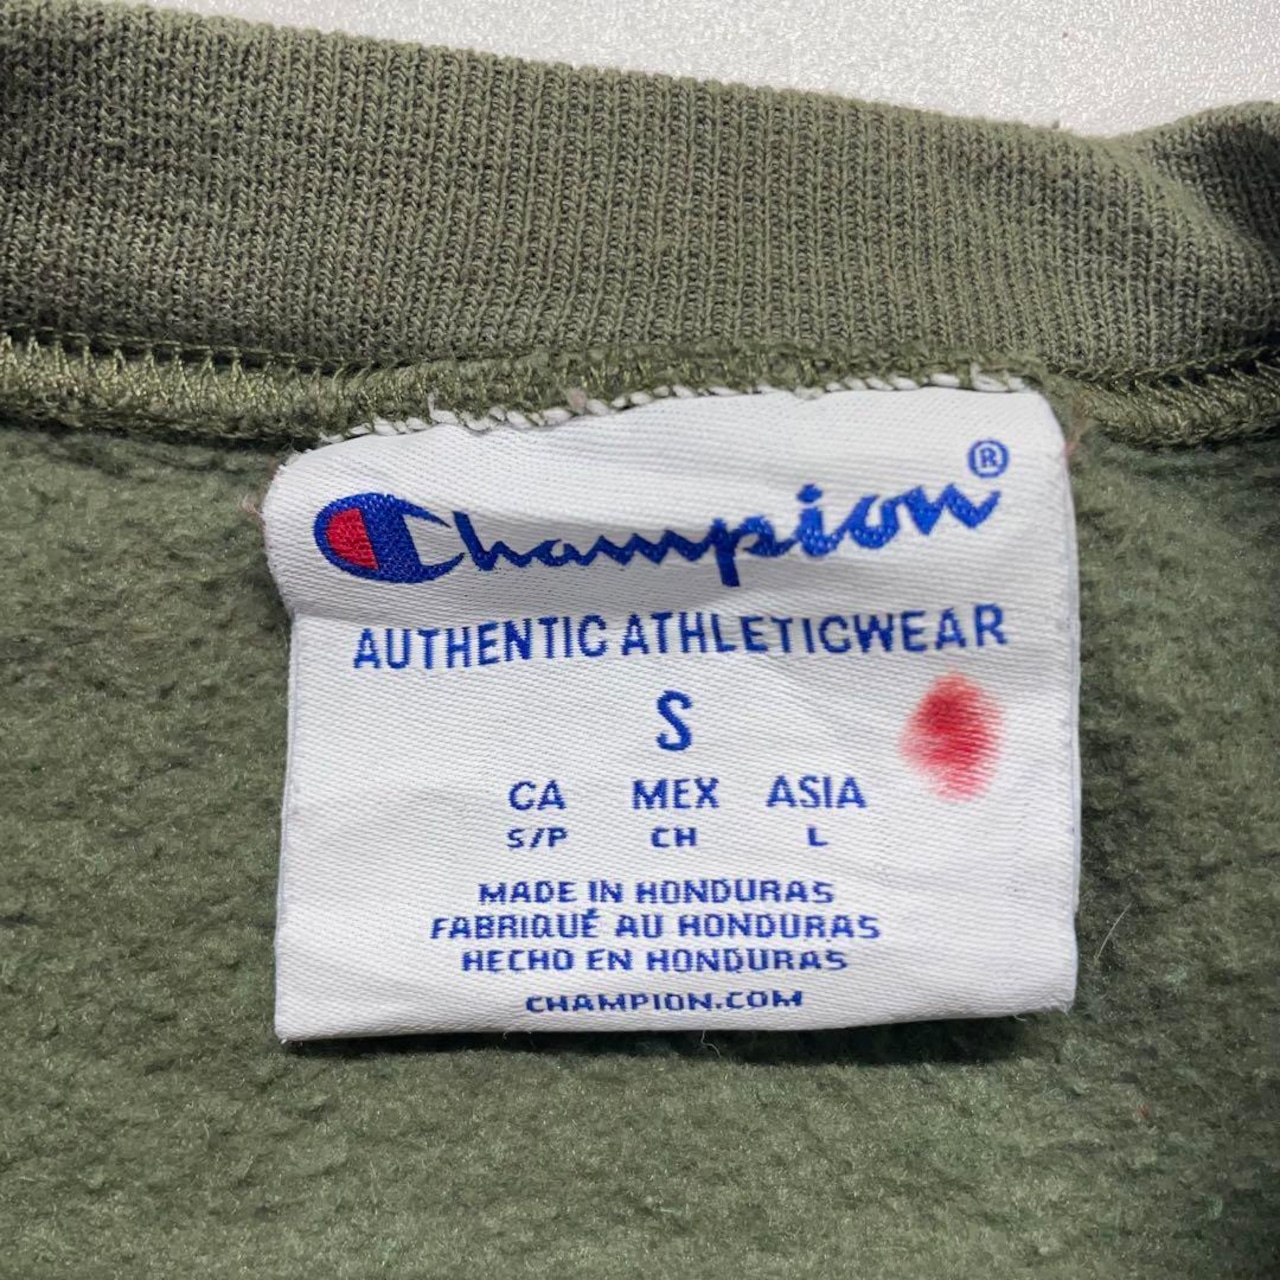 Champion®
AUTHENTIC ATHLETICWEAR
S
CA MEX ASIA
S/P CH L
MADE IN HONDURAS
FABRIQUÉ AU HONDURAS
HECHO EN HONDURAS
CHAMPION.COM